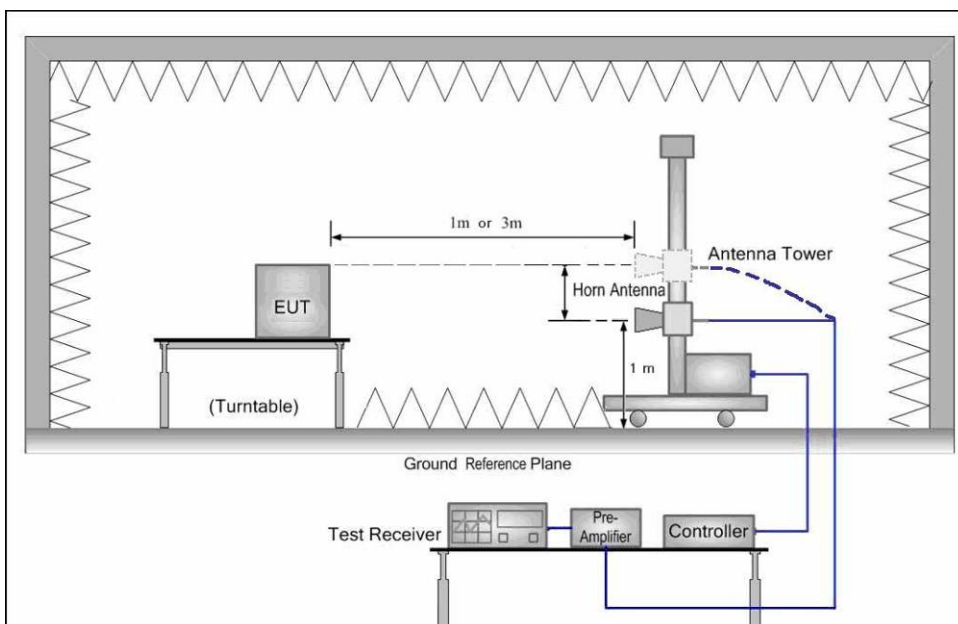 1m or 3m
Antenna Tower
Horn Antenna
EUT
1 m
(Turntable)
Ground Reference Plane
Test Receiver
Pre-
Amplifier
Controller